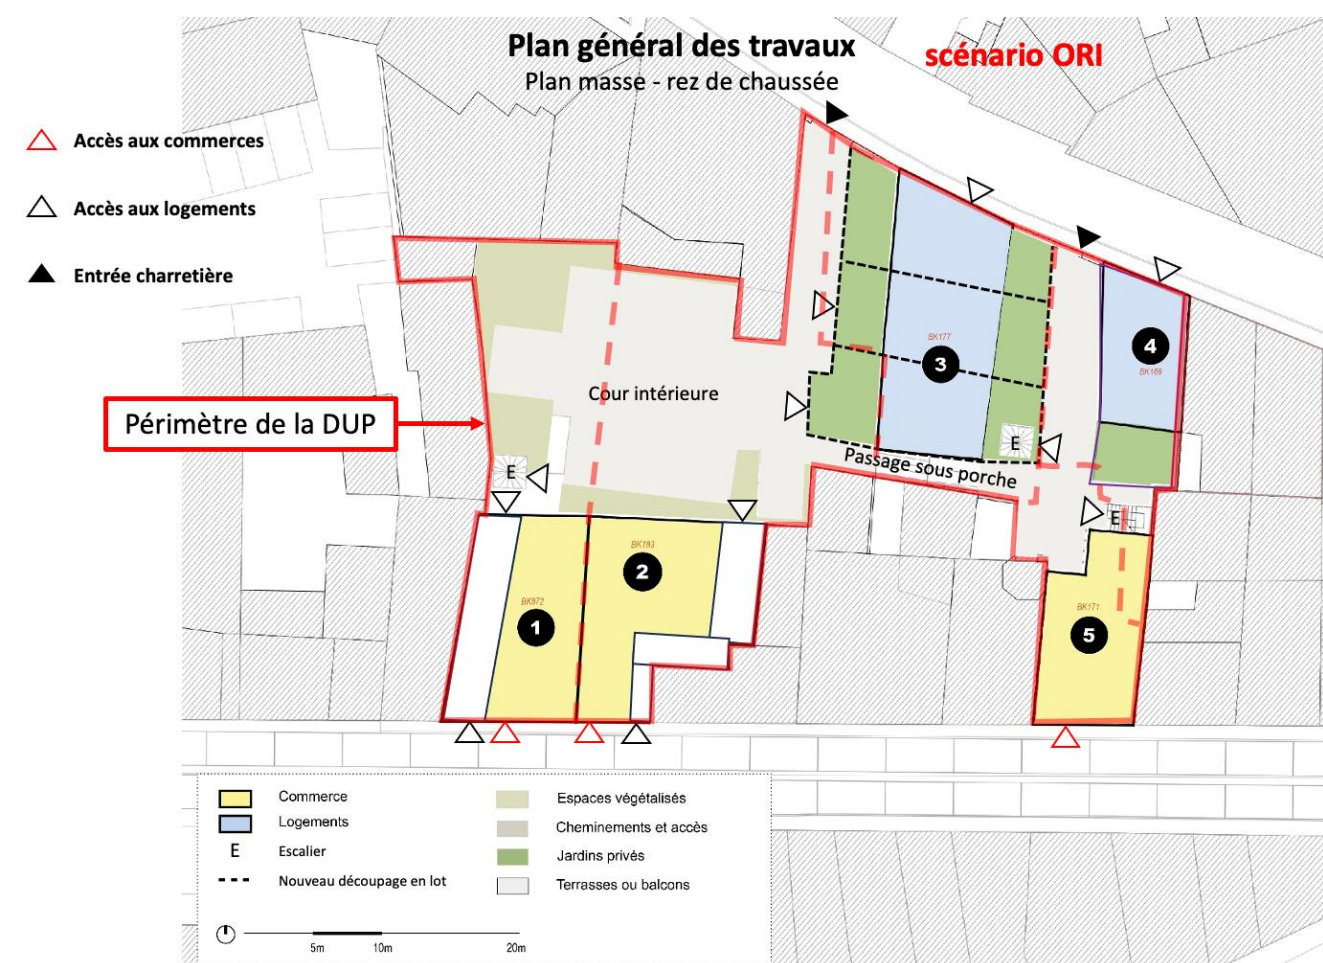 Plan général des travaux
scénario ORI
Plan masse - rez de chaussée
Accès aux commerces
Accès aux logements
Entrée charretière
Périmètre de la DUP
Cour intérieure
Passage sous porche
BK177
3
4
BK169
E
E
E
BK183
2
BK972
1
BK171
5
Commerce
Logements
E
Escalier
Nouveau découpage en lot
Espaces végétalisés
Cheminements et accès
Jardins privés
Terrasses ou balcons
5m
10m
20m